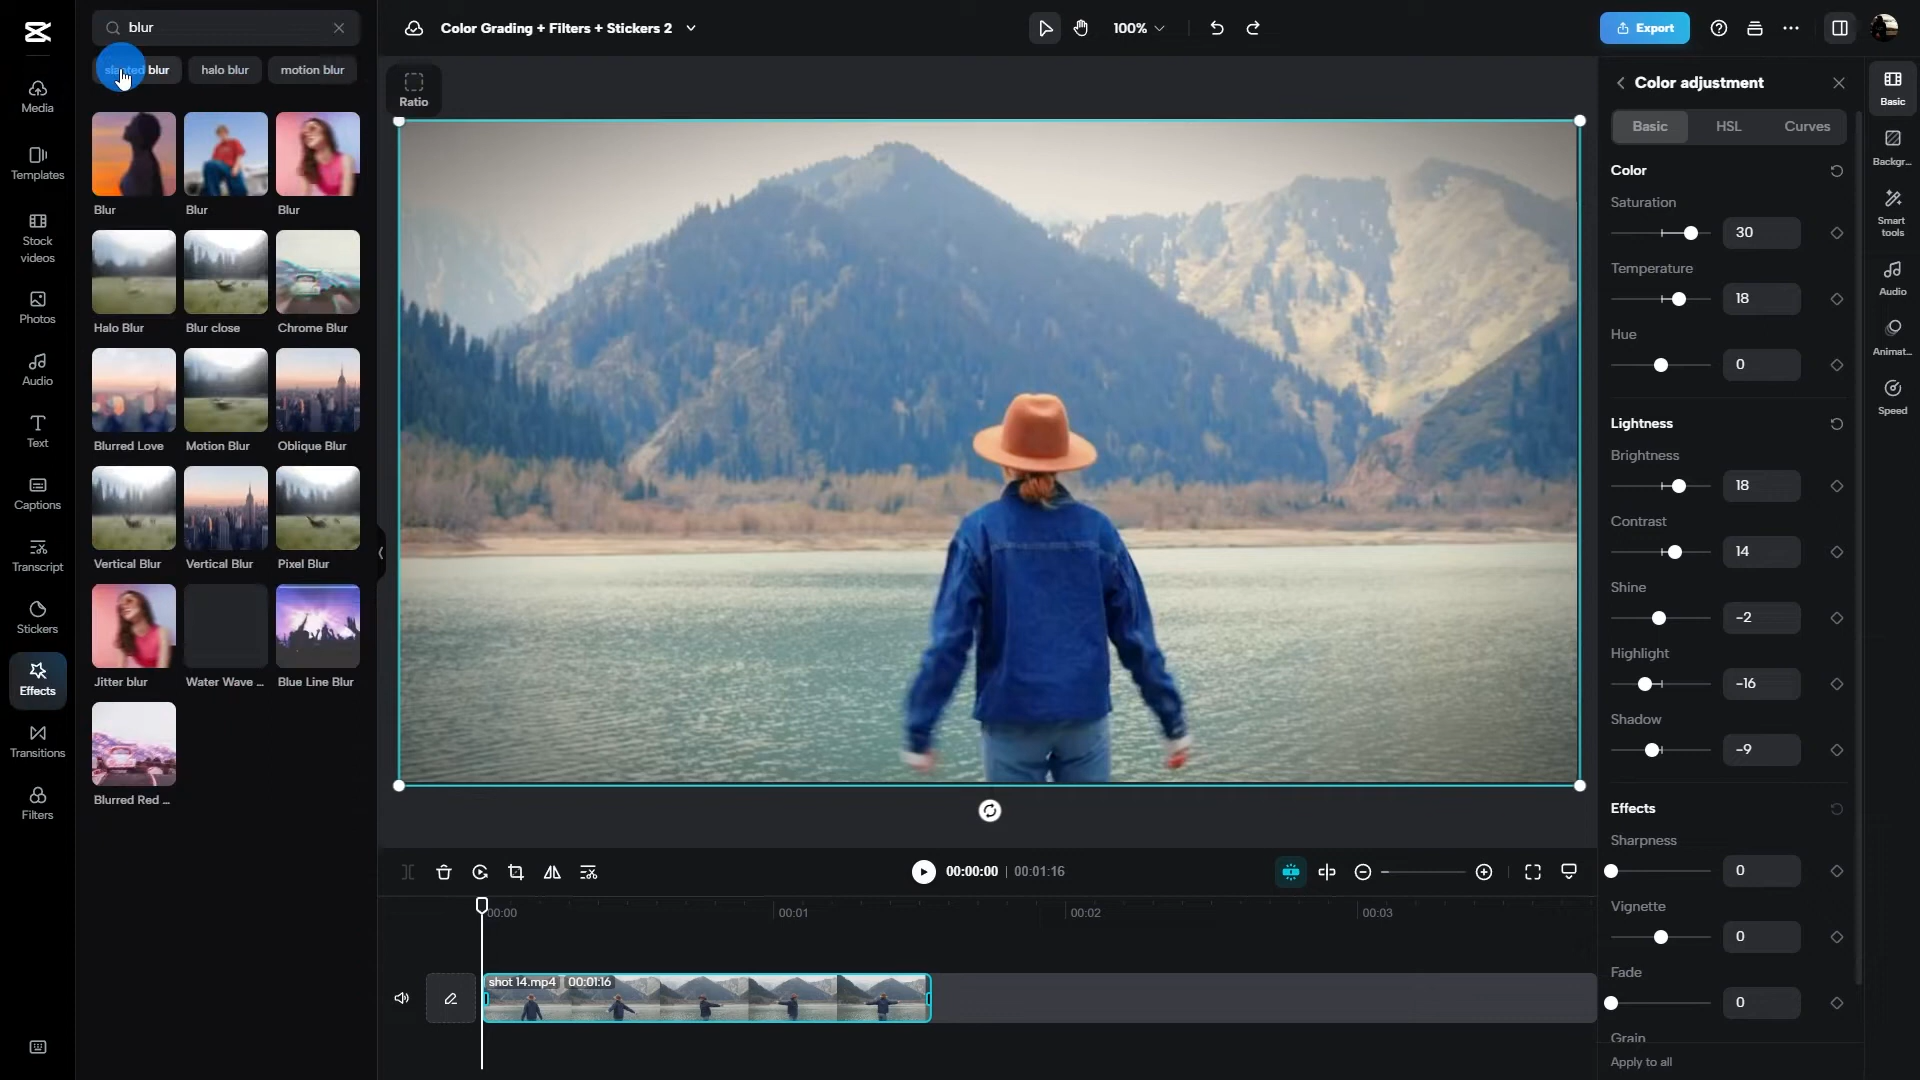 blur
slanted blur
halo blur
motion blur
Blur
Blur
Blur
Halo Blur
Blur close
Chrome Blur
Blurred Love
Motion Blur
Oblique Blur
Vertical Blur
Vertical Blur
Pixel Blur
Jitter blur
Water Wave ...
Blue Line Blur
Blurred Red ...
Media
Templates
Stock
videos
Photos
Audio
Text
Captions
Transcript
Stickers
Effects
Transitions
Filters
Color Grading + Filters + Stickers 2
100%
Export
Ratio
00:00:00 | 00:01:16
00:00
00:01
00:02
00:03
shot 14.mp4 00:01:16
Color adjustment
Basic
HSL
Curves
Color
Saturation
30
Temperature
18
Hue
0
Lightness
Brightness
18
Contrast
14
Shine
-2
Highlight
-16
Shadow
-9
Effects
Sharpness
0
Vignette
0
Fade
0
Grain
Apply to all
Basic
Backgr...
Smart
tools
Audio
Animat...
Speed